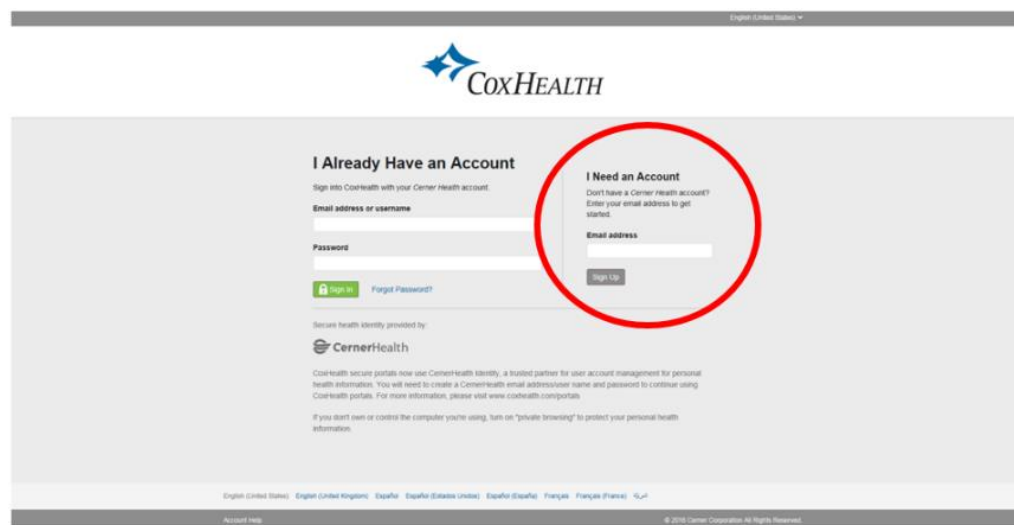 English (United States)
COXHEALTH
I Already Have an Account
Sign into CoxHealth with your Cerner Health account.
Email address or username
Password
Sign In
Forgot Password?
I Need an Account
Don't have a Cerner Health account?
Enter your email address to get
started.
Email address
Sign Up
Secure health identity provided by:
CernerHealth
CoxHealth secure portals now use CernerHealth Identity, a trusted partner for user account management for personal
health information. You will need to create a CernerHealth email address/user name and password to continue using
CoxHealth portals. For more information, please visit www.coxhealth.com/portals
If you don't own or control the computer you're using, turn on "private browsing" to protect your personal health
information.
English (United States) English (United Kingdom) Español Español (Estados Unidos) Español (España) Français Français (France) العربية
Account Help
© 2016 Cerner Corporation All Rights Reserved.